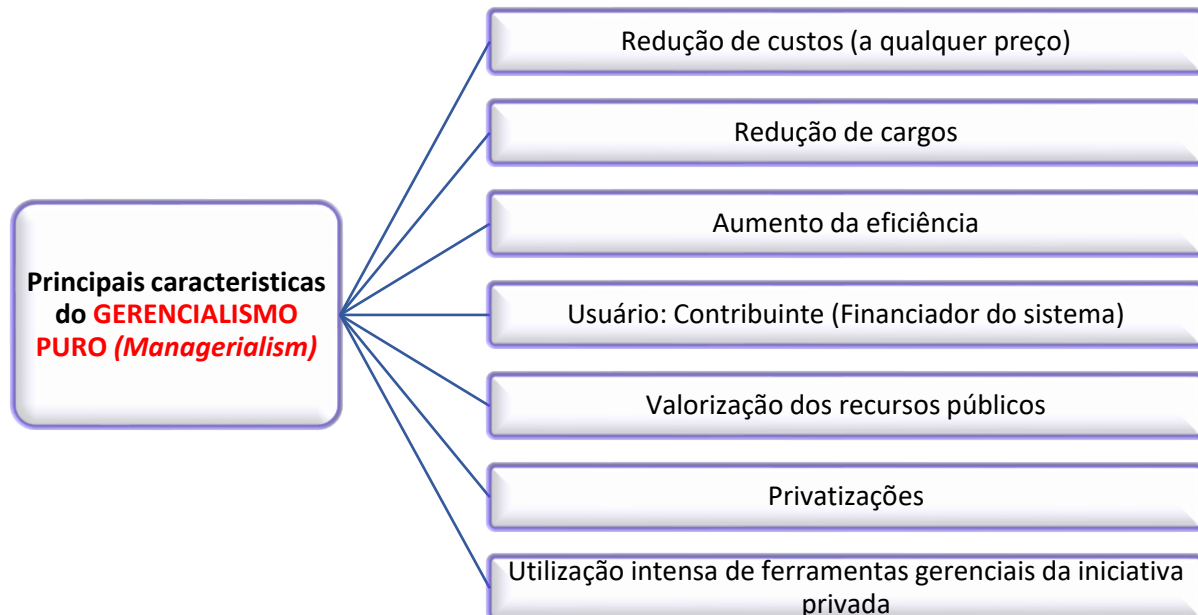 Redução de custos (a qualquer preço)
Redução de cargos
Aumento da eficiência
Principais caracteristicas
do GERENCIALISMO
PURO (Managerialism)
Usuário: Contribuinte (Financiador do sistema)
Valorização dos recursos públicos
Privatizações
Utilização intensa de ferramentas gerenciais da iniciativa
privada